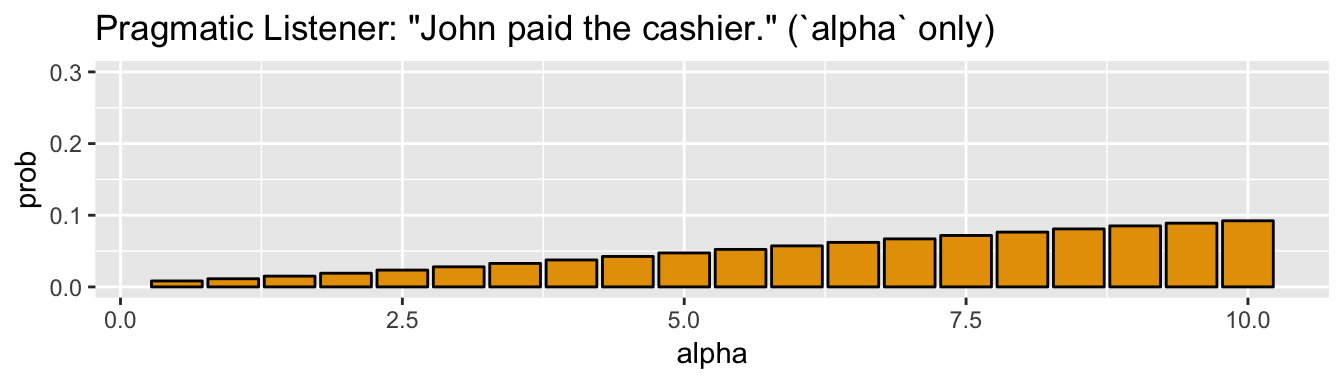 Pragmatic Listener: "John paid the cashier." (`alpha` only)
0.3
0.2
0.1
0.0
prob
0.0 2.5 5.0 7.5 10.0
alpha